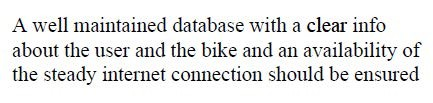 A well maintained database with a clear info
about the user and the bike and an availability of
the steady internet connection should be ensured